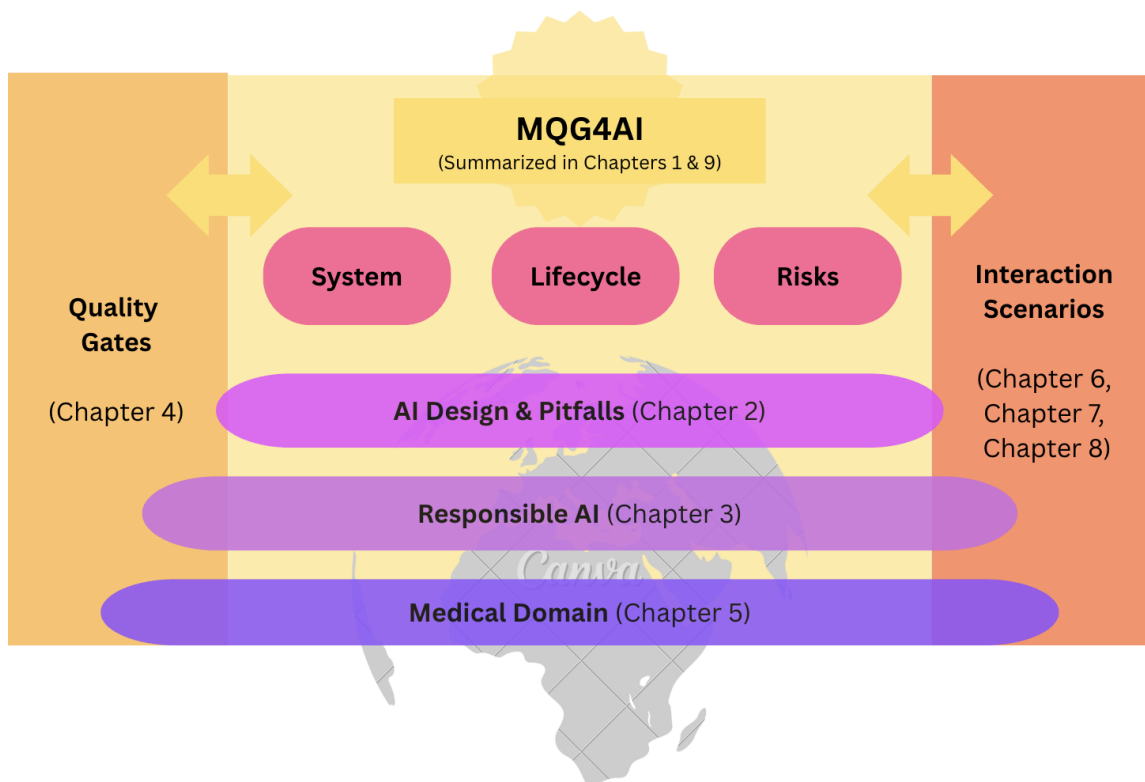 MQG4AI
(Summarized in Chapters 1 & 9)
System
Lifecycle
Risks
Quality
Gates
(Chapter 4)
Interaction
Scenarios
(Chapter 6,
Chapter 7,
Chapter 8)
AI Design & Pitfalls (Chapter 2)
Responsible AI (Chapter 3)
Canva
Medical Domain (Chapter 5)